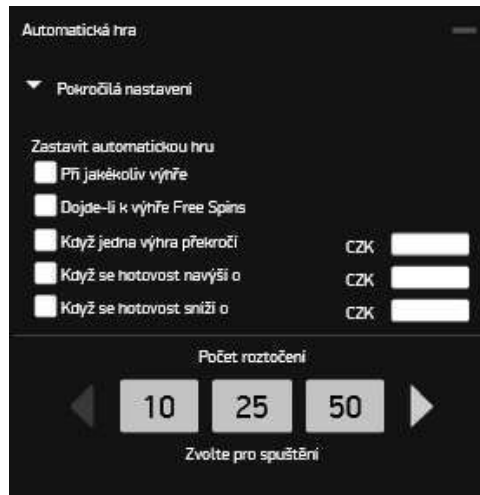 Automatická hra
Pokročilá nastavení
Zastavit automatickou hru
Při jakékoliv výhře
Dojde-li k výhře Free Spins
Když jedna výhra překročí CZK
Když se hotovost navýší o CZK
Když se hotovost sníží o CZK
Počet roztočení
10 25 50
Zvolte pro spuštění